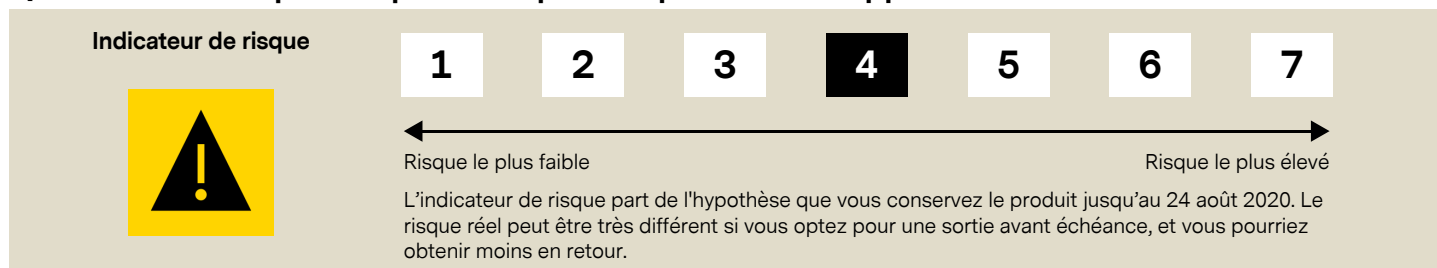 Indicateur de risque
1 2 3 4 5 6 7
Risque le plus faible Risque le plus élevé
L'indicateur de risque part de l'hypothèse que vous conservez le produit jusqu'au 24 août 2020. Le
risque réel peut être très différent si vous optez pour une sortie avant échéance, et vous pourriez
obtenir moins en retour.